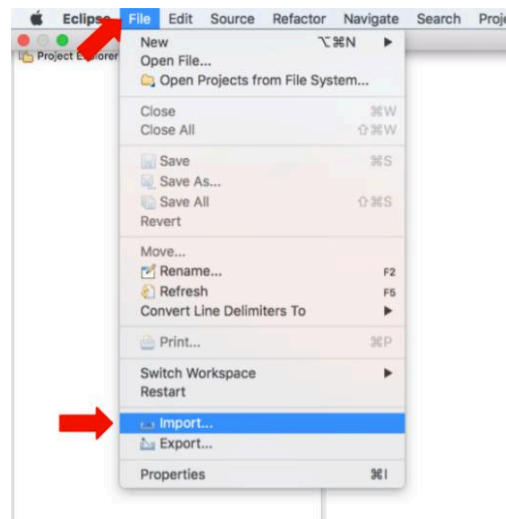 Eclipse File Edit Source Refactor Navigate Search Proje
Project Explorer
New ⌥⌘N ▶
Open File...
Open Projects from File System...
Close ⌘W
Close All ⇧⌘W
Save ⌘S
Save As...
Save All ⇧⌘S
Revert
Move...
Rename... F2
Refresh F5
Convert Line Delimiters To ▶
Print... ⌘P
Switch Workspace ▶
Restart
Import...
Export...
Properties ⌘I